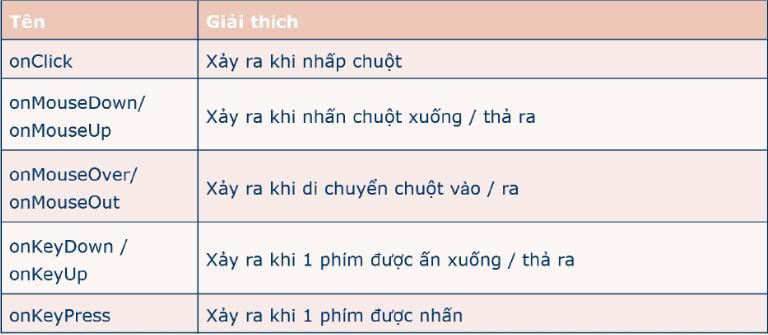 Tên
Giải thích
onClick
Xảy ra khi nhấp chuột
onMouseDown/
onMouseUp
Xảy ra khi nhấn chuột xuống / thả ra
onMouseOver/
onMouseOut
Xảy ra khi di chuyển chuột vào / ra
onKeyDown /
onKeyUp
Xảy ra khi 1 phím được ấn xuống / thả ra
onKeyPress
Xảy ra khi 1 phím được nhấn